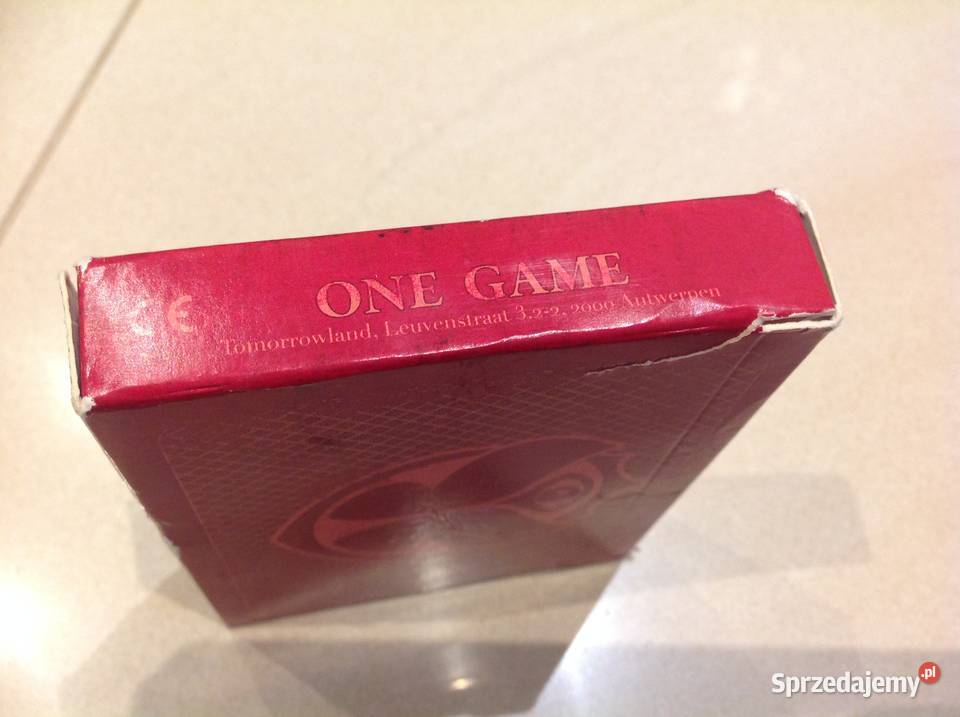 CE
ONE GAME
Tomorrowland, Leuvenstraat 3.2-2, 2000 Antwerpen
Sprzedajemy.pl